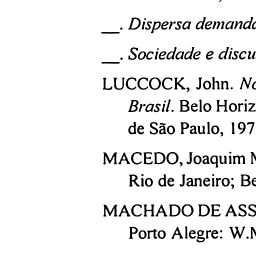 __. Dispersa demanda
__. Sociedade e discu
LUCCOCK, John. No
Brasil. Belo Horiz
de São Paulo, 197
MACEDO, Joaquim M
Rio de Janeiro; Be
MACHADO DE ASS
Porto Alegre: W.M